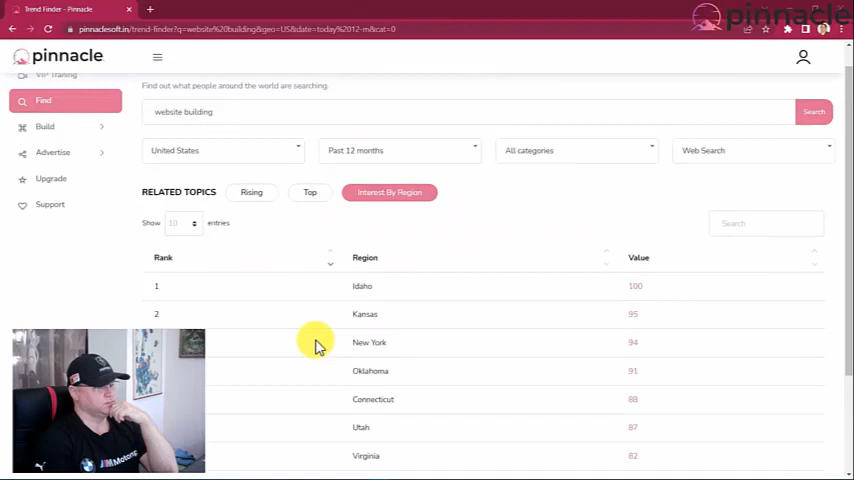 Trend Finder - Pinnacle
pinnacle
pinnaclesoft.in/trend-finder?q=website%20building&geo=US&date=today%2012-m&cat=0
pinnacle.
VIP Traning
Find out what people around the world are searching.
Find
website building
Search
Build
United States
Past 12 months
All categories
Web Search
Advertise
Upgrade
RELATED TOPICS
Rising
Top
Interest By Region
Support
Show 10 entries
Search
Rank Region Value
1 Idaho 100
2 Kansas 95
New York 94
Oklahoma 91
Connecticut 88
Utah 87
Virginia 82